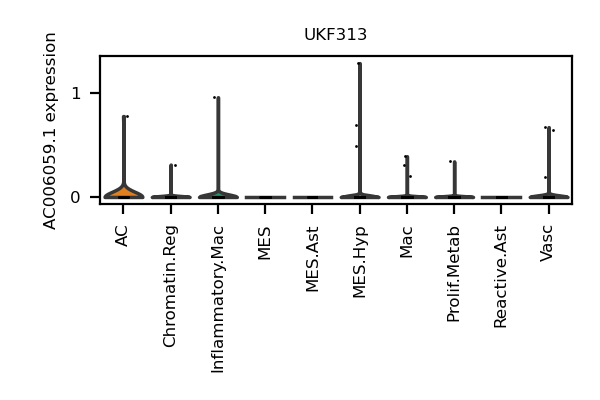 UKF313
AC006059.1 expression
1
0
AC
Chromatin.Reg
Inflammatory.Mac
MES
MES.Ast
MES.Hyp
Mac
Prolif.Metab
Reactive.Ast
Vasc